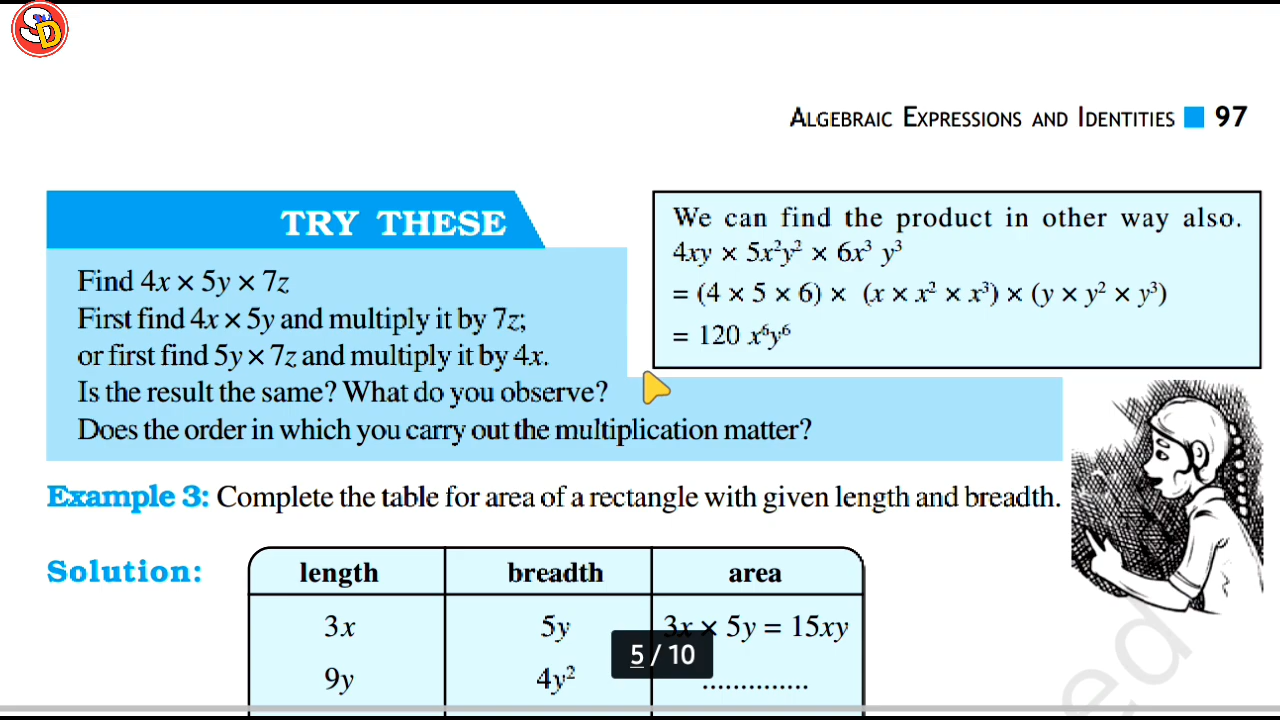 SD
ALGEBRAIC EXPRESSIONS AND IDENTITIES 97
TRY THESE
Find 4x × 5y × 7z
First find 4x × 5y and multiply it by 7z;
or first find 5y × 7z and multiply it by 4x.
Is the result the same? What do you observe?
Does the order in which you carry out the multiplication matter?
We can find the product in other way also.
4xy × 5x²y² × 6x³ y³
= (4 × 5 × 6) × (x × x² × x³) × (y × y² × y³)
= 120 x⁶y⁶
Example 3: Complete the table for area of a rectangle with given length and breadth.
Solution:
length breadth area
3x 5y 3x × 5y = 15xy
9y 4y² ..............
5 / 10
ed